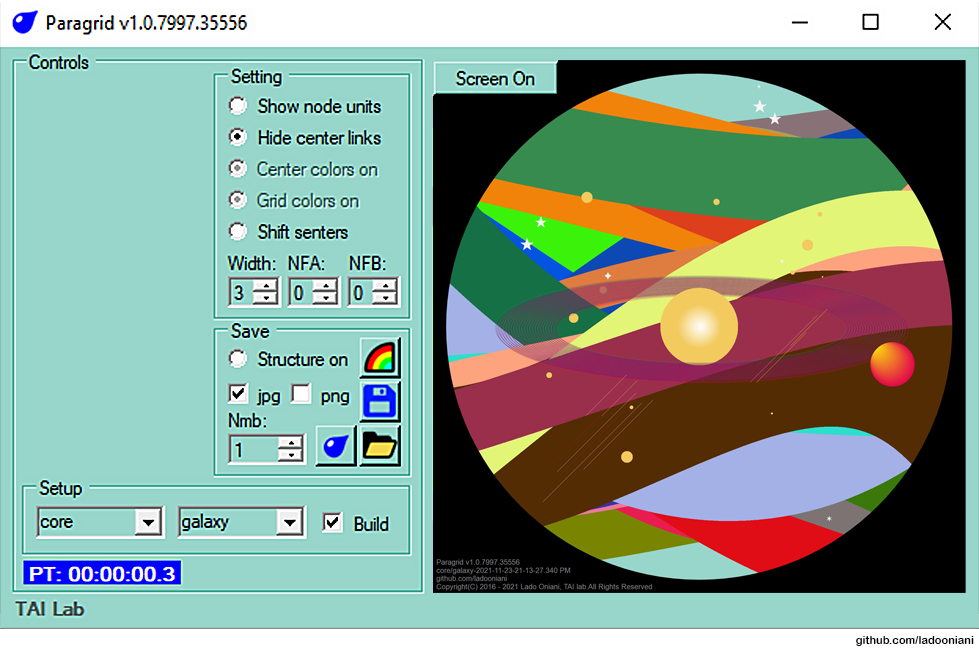 Paragrid v1.0.7997.35556
Controls
Setting
Show node units
Hide center links
Center colors on
Grid colors on
Shift senters
Width: NFA: NFB:
3 0 0
Save
Structure on
jpg png
Nmb:
1
Setup
core galaxy Build
PT: 00:00:00.3
TAI Lab
Screen On
Paragrid v1.0.7997.35556
core/galaxy-2021-11-23-21-13-27.340 PM
github.com/ladooniani
Copyright(C) 2016 - 2021 Lado Oniani, TAI lab All Rights Reserved
github.com/ladooniani